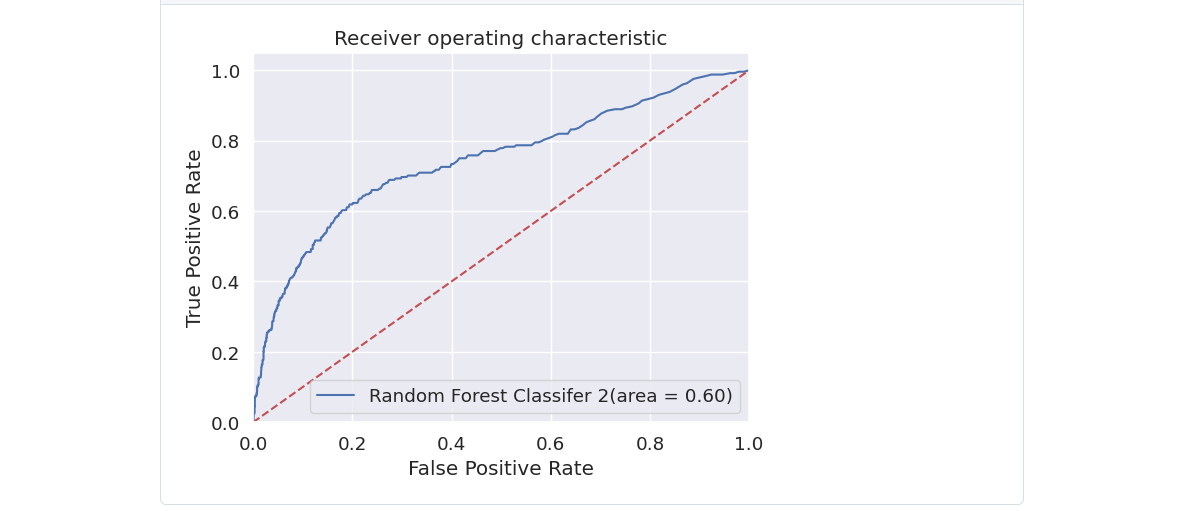 Receiver operating characteristic
1.0
0.8
0.6
0.4
0.2
0.0
True Positive Rate
Random Forest Classifer 2(area = 0.60)
0.0 0.2 0.4 0.6 0.8 1.0
False Positive Rate